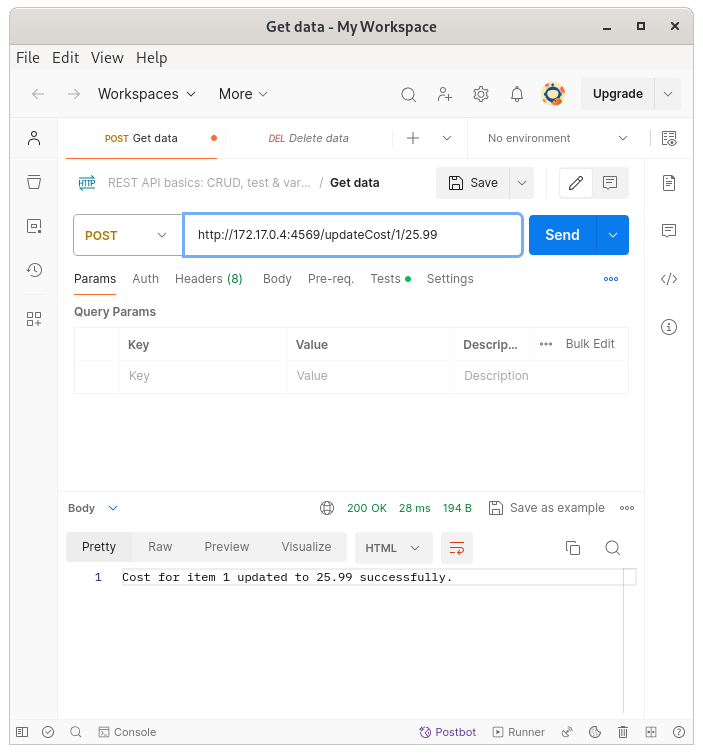 Get data - My Workspace
File Edit View Help
Workspaces More Upgrade
POST Get data DEL Delete data No environment
HTTP REST API basics: CRUD, test & var... / Get data Save
POST http://172.17.0.4:4569/updateCost/1/25.99 Send
Params Auth Headers (8) Body Pre-req. Tests Settings
Query Params
Key Value Descrip... Bulk Edit
Key Value Description
Body 200 OK 28 ms 194 B Save as example
Pretty Raw Preview Visualize HTML
1 Cost for item 1 updated to 25.99 successfully.
Console Postbot Runner